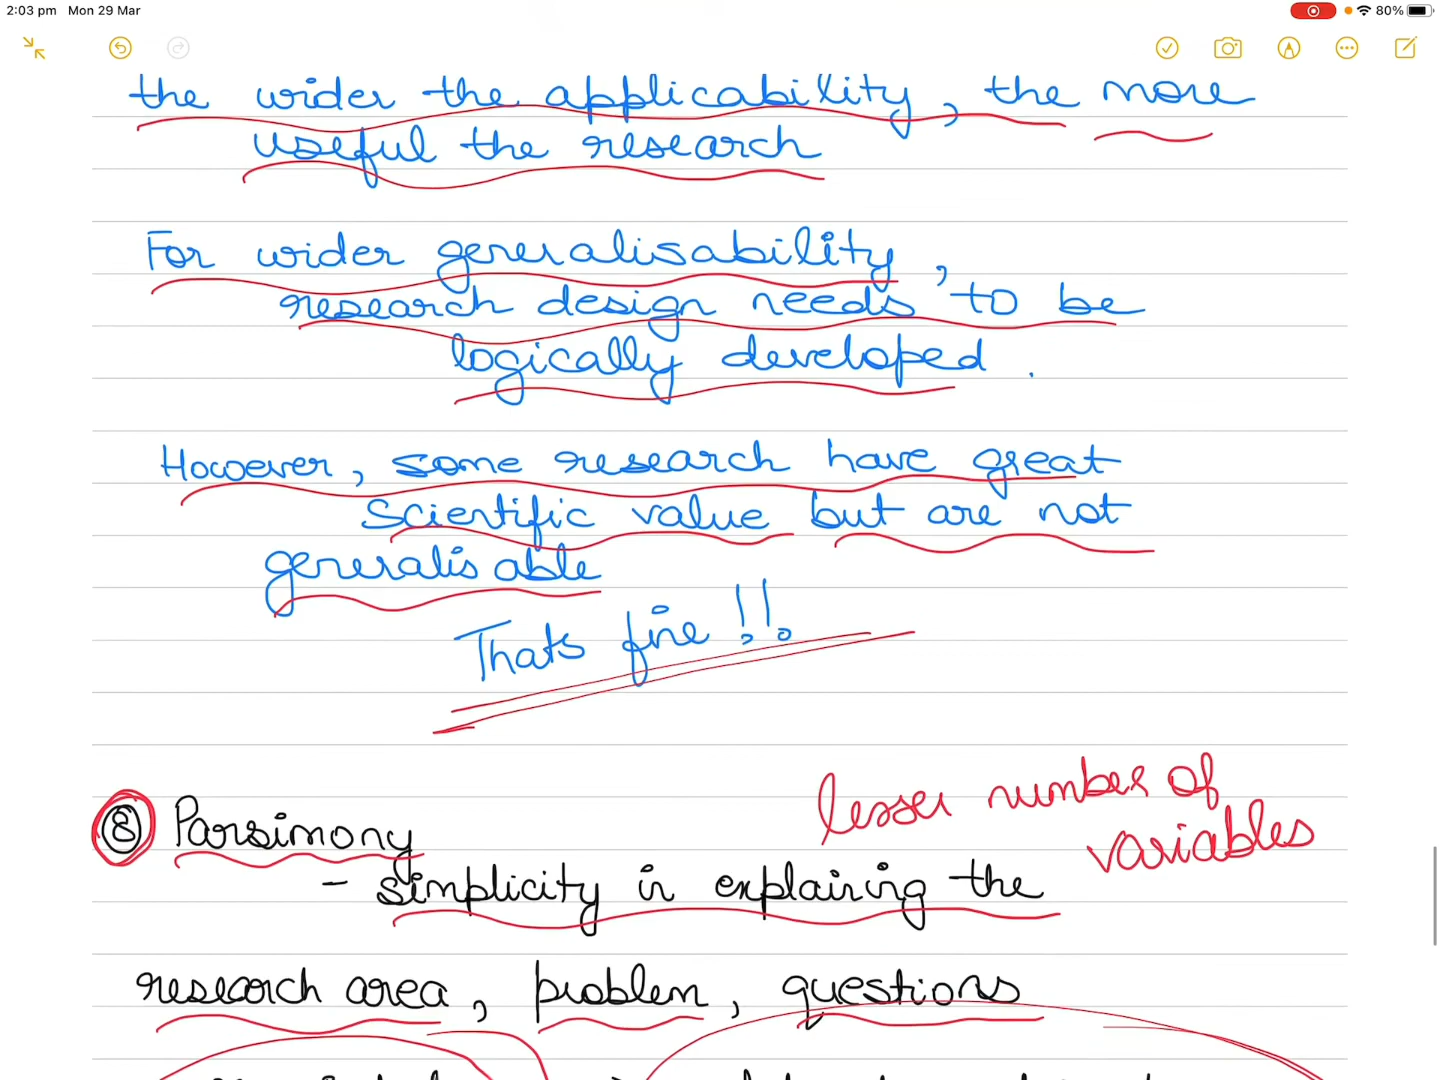 2:03 pm Mon 29 Mar
80%
the wider the applicability, the more
useful the research
For wider generalisability,
research design needs to be
logically developed.
However, some research have great
scientific value but are not
generalisable
Thats fine !!
lesser number of
variables
8 Parsimony
- simplicity in explaining the
research area, problem, questions